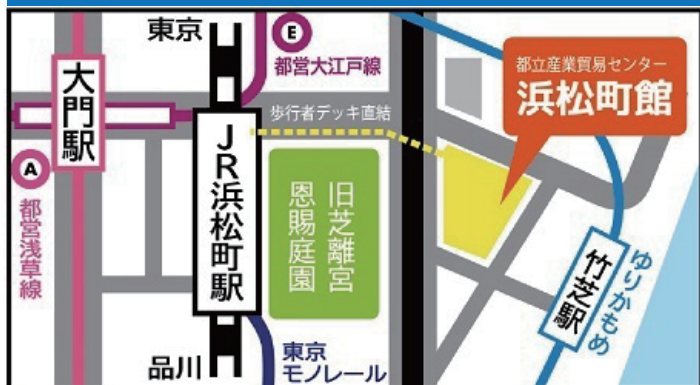 東京
E
都営大江戸線
都立産業貿易センター
浜松町館
大門駅
歩行者デッキ直結
JR浜松町駅
A
都営浅草線
旧芝離宮
恩賜庭園
竹芝駅
ゆりかもめ
品川
東京
モノレール